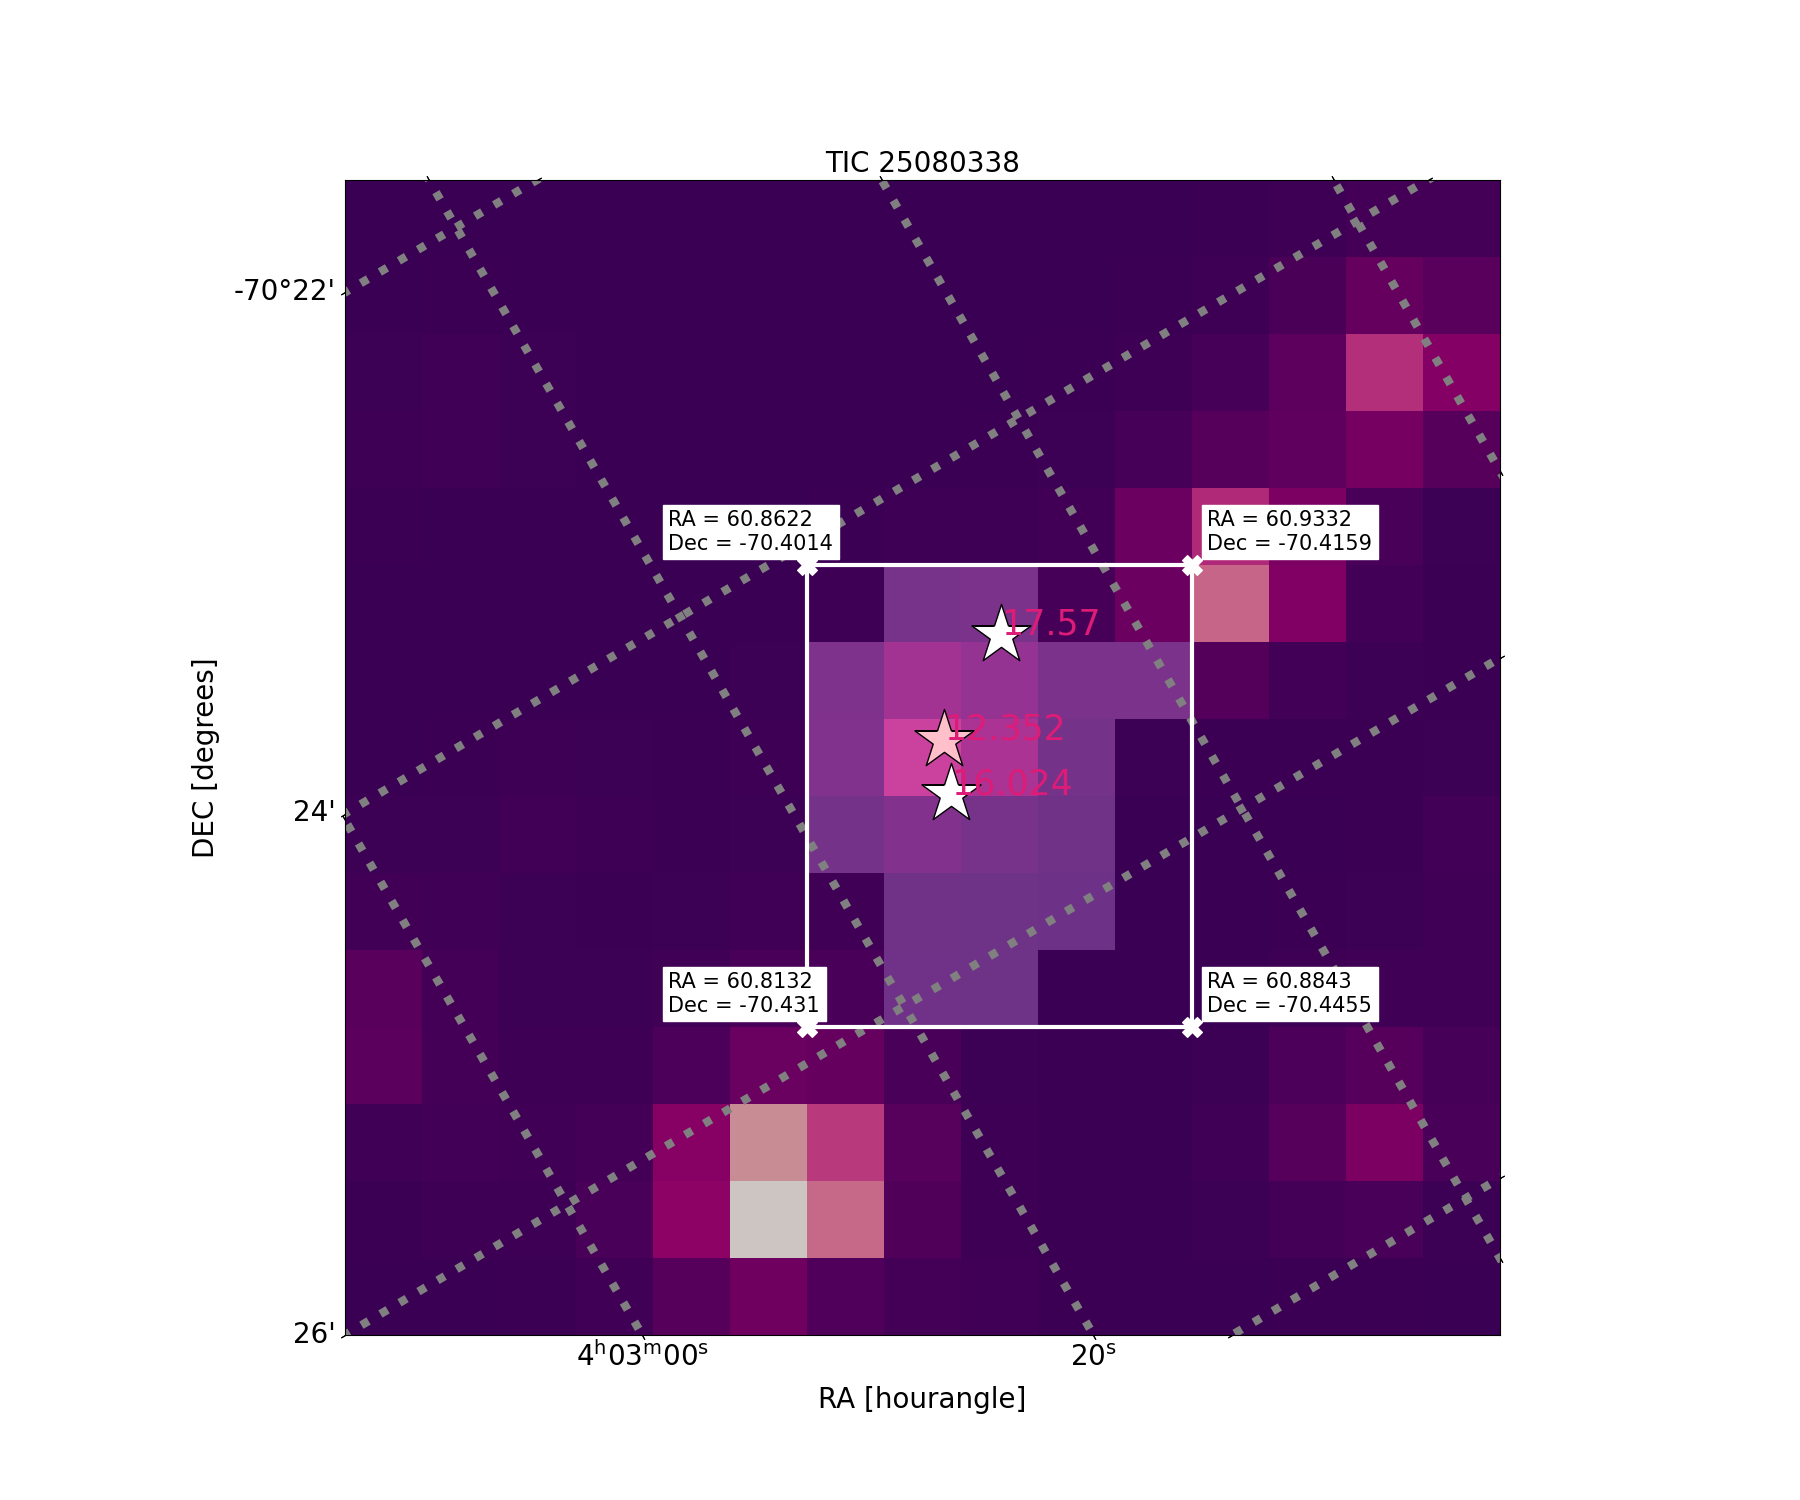 TIC 25080338
-70°22'
RA = 60.8622
Dec = -70.4014
RA = 60.9332
Dec = -70.4159
17.57
12.352
16.024
24'
DEC [degrees]
RA = 60.8132
Dec = -70.431
RA = 60.8843
Dec = -70.4455
26'
4h03m00s
20s
RA [hourangle]